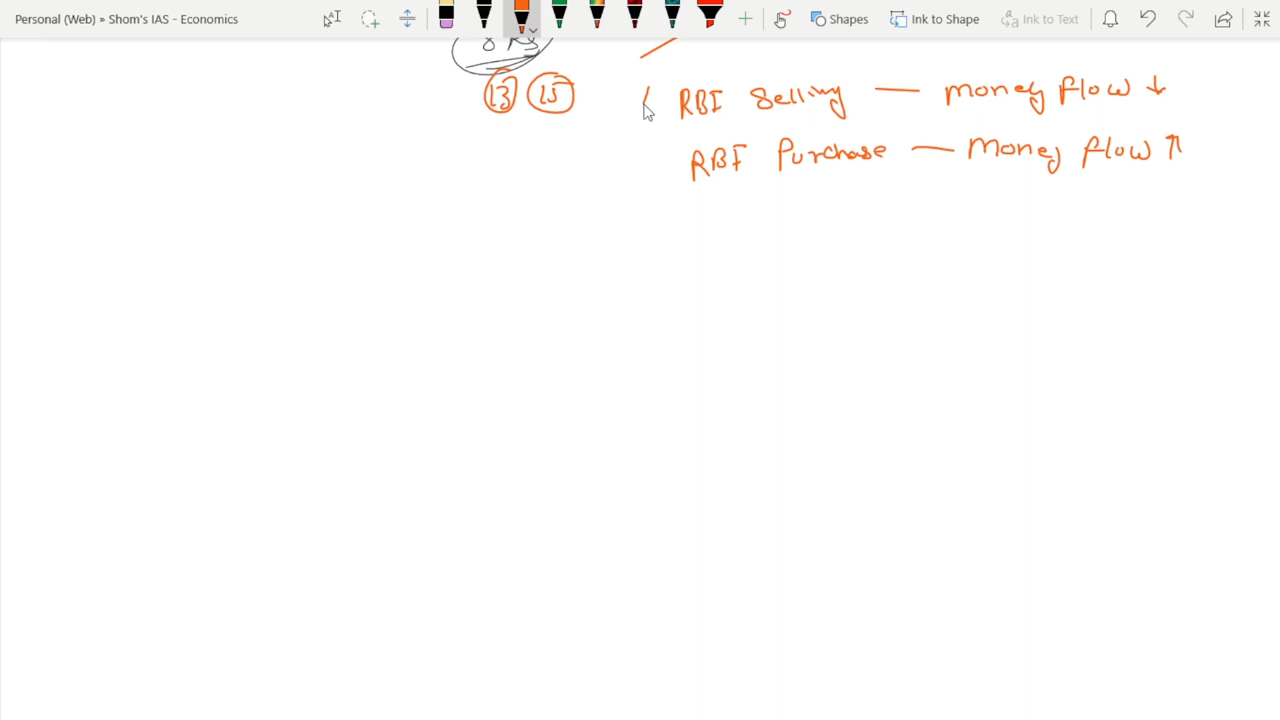 Personal (Web) » Shom's IAS - Economics
Shapes
Ink to Shape
Ink to Text
13 15
RBI Selling — Money flow ↓
RBI Purchase — Money flow ↑